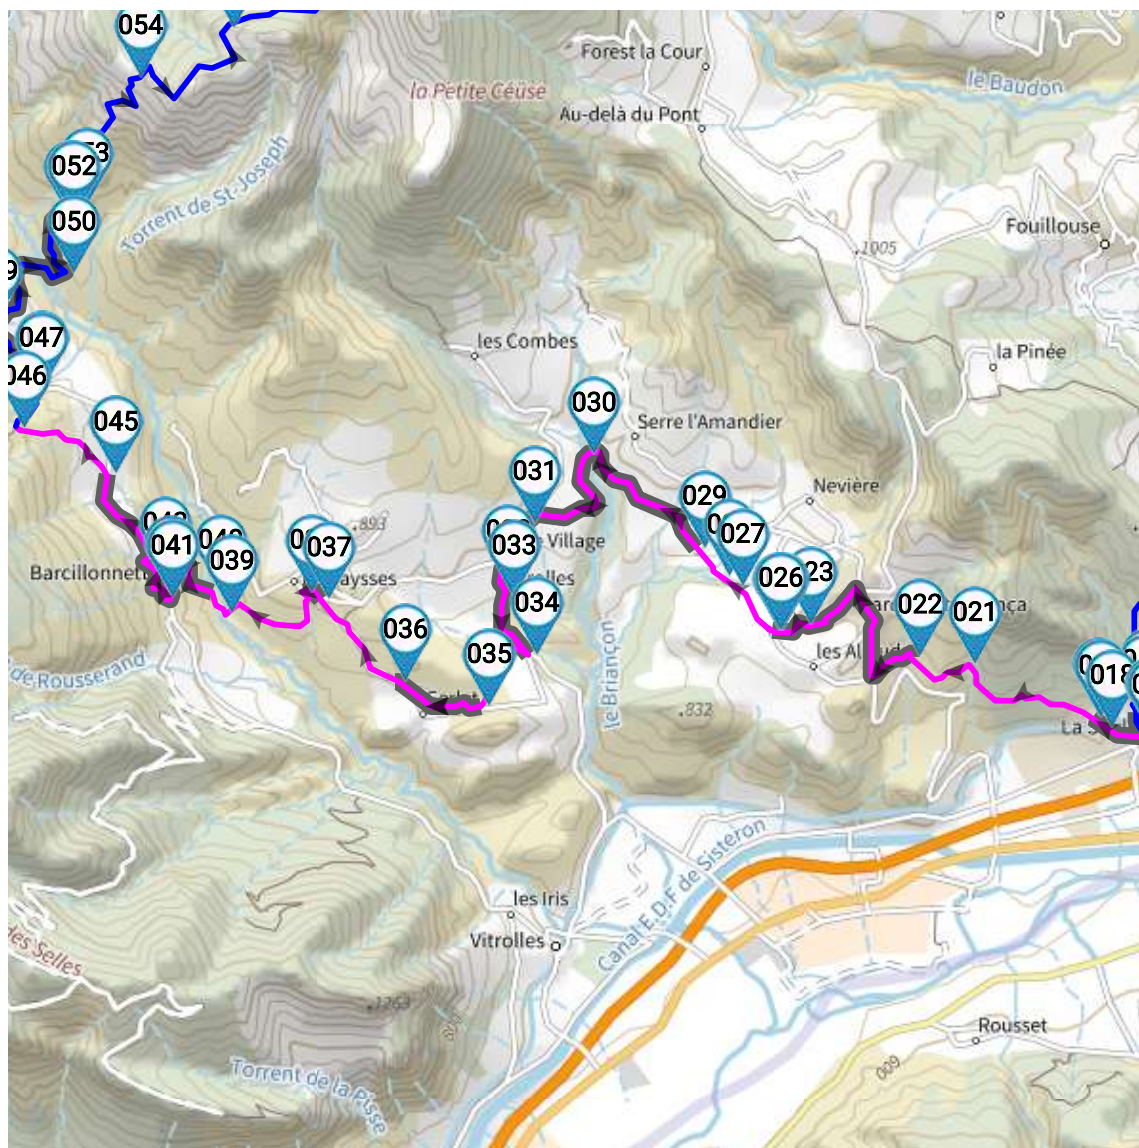 054
Forest la Cour
la Petite Céüse
le Baudon
Au-delà du Pont
052
Torrent de St-Joseph
050
Fouillouse
1005
047
les Combes
la Pinée
046
030
045
Serre l'Amandier
031
Nevière
029
893
027
033
Village
041
039
037
026
23
Barcillonnett
034
022
021
036
035
018
de Rousserand
le Briançon
832
Canal E.D.F de Sisteron
les Iris
Vitrolles
des Selles
1263
Rousset
009
Torrent de la Pisse